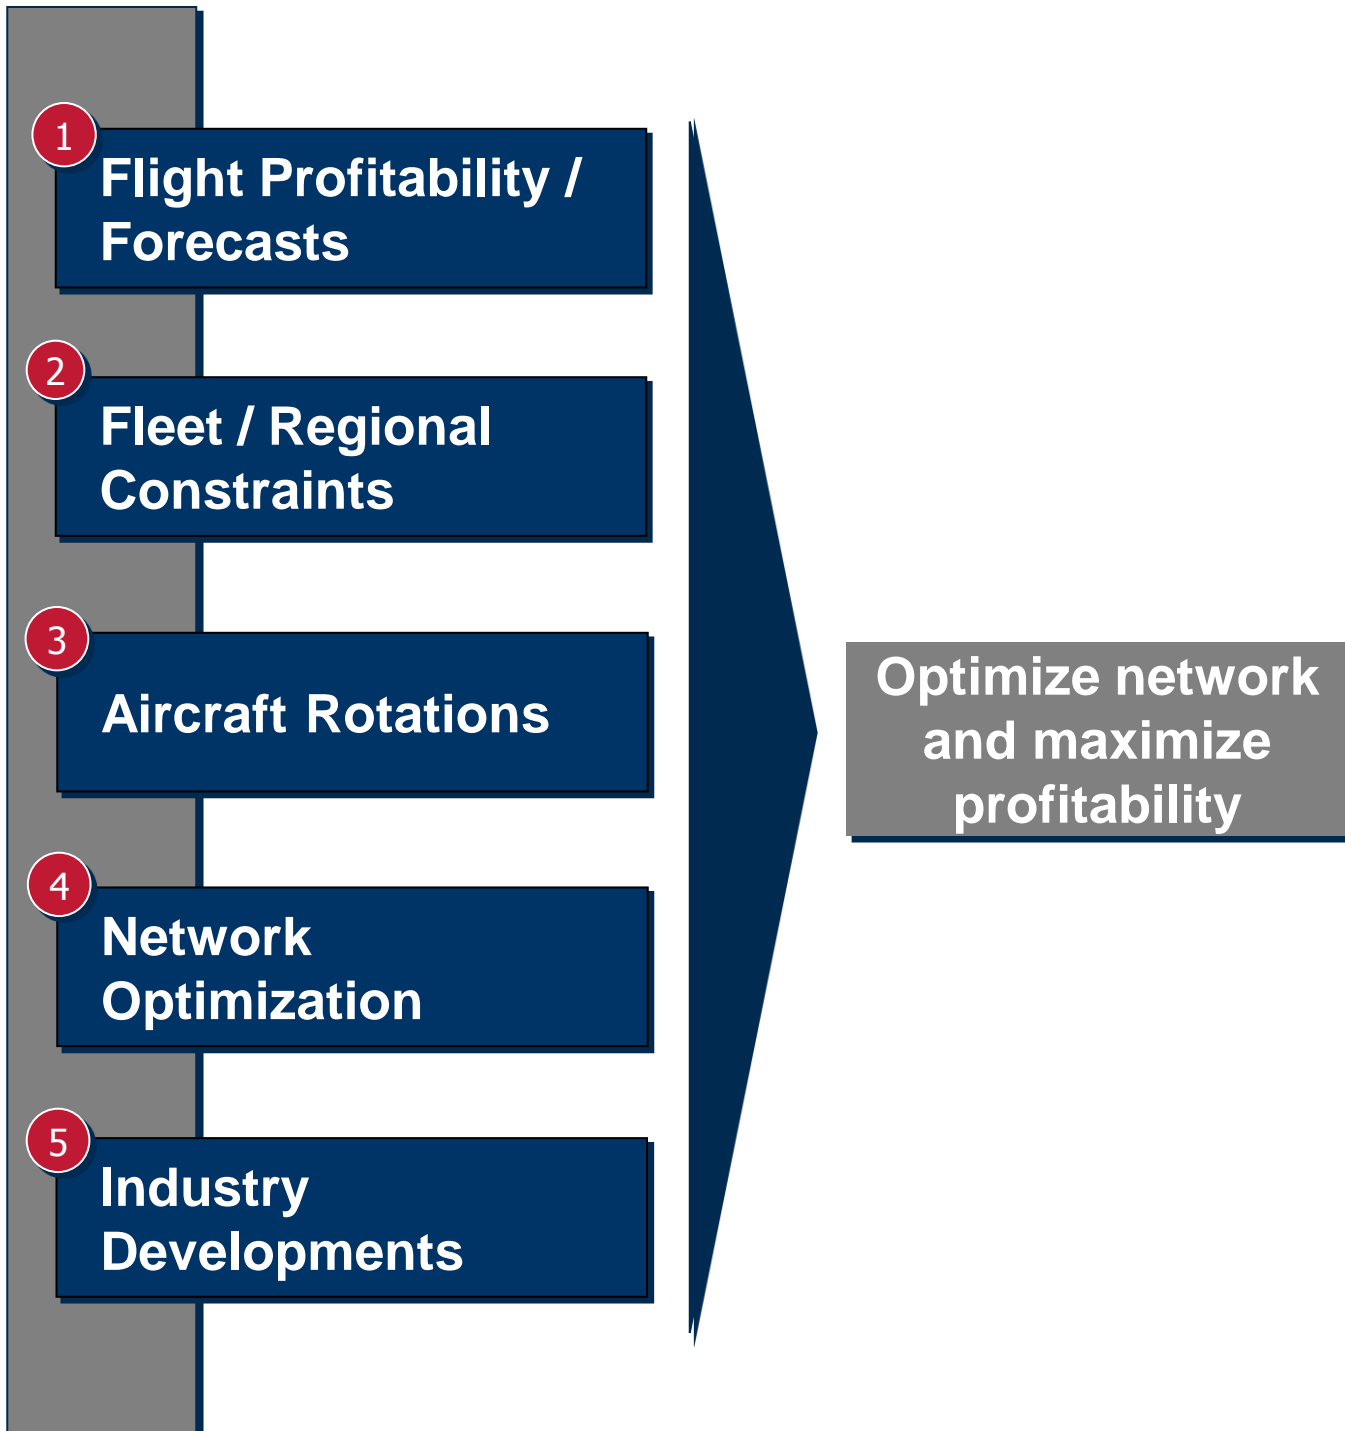 1
Flight Profitability /
Forecasts
2
Fleet / Regional
Constraints
3
Aircraft Rotations
4
Network
Optimization
5
Industry
Developments
Optimize network
and maximize
profitability